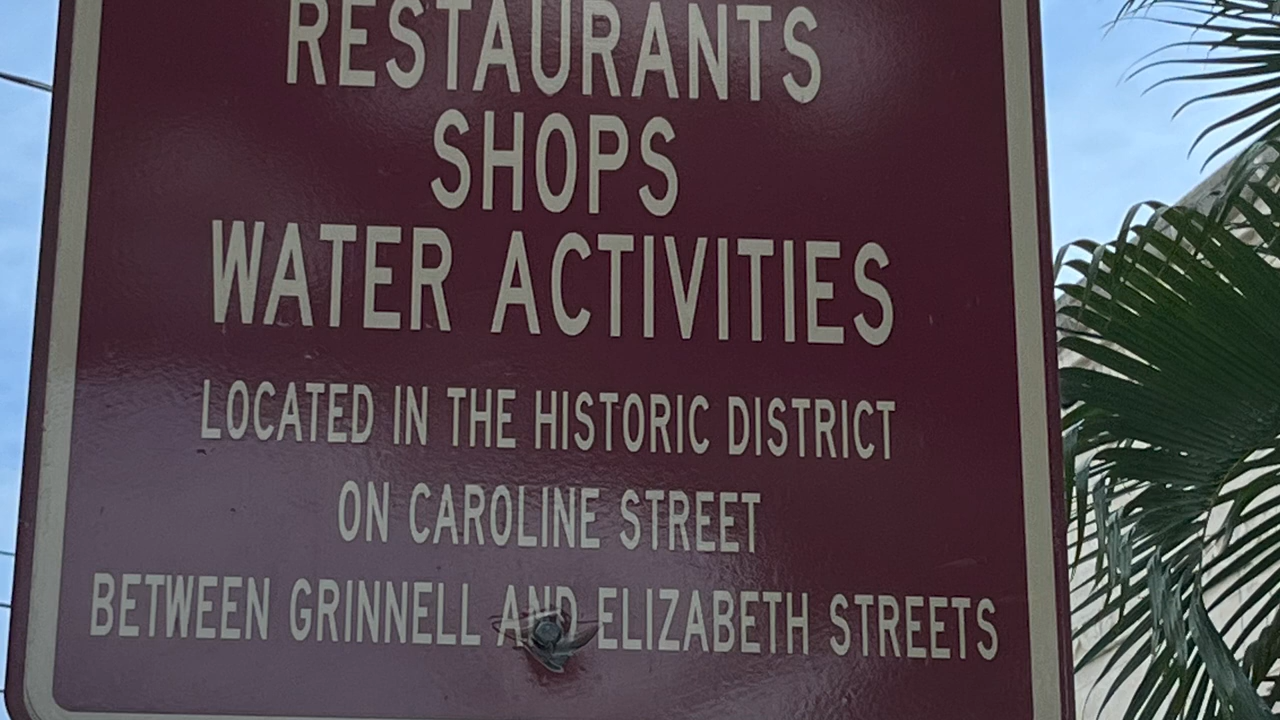 RESTAURANTS
SHOPS
WATER ACTIVITIES
LOCATED IN THE HISTORIC DISTRICT
ON CAROLINE STREET
BETWEEN GRINNELL AND ELIZABETH STREETS